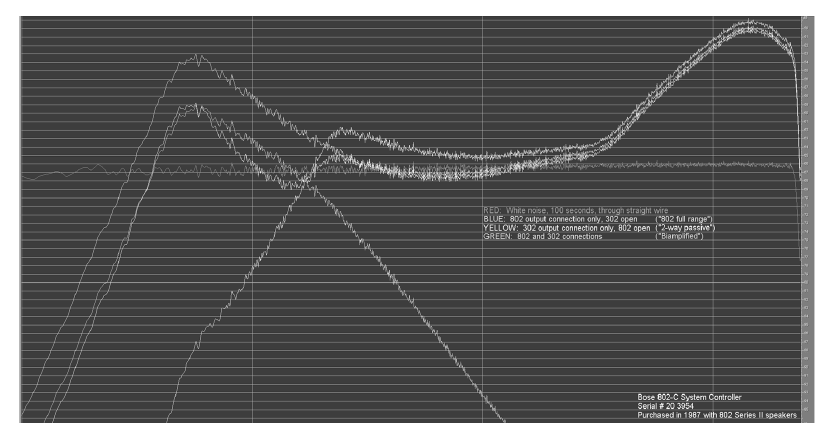 RED: White noise, 100 seconds, through straight wire
BLUE: 802 output connection only, 302 open ("802 full range")
YELLOW: 302 output connection only, 802 open ("2-way passive")
GREEN: 802 and 302 connections ("Biamplified")
Bose 802-C System Controller
Serial # 20 3954
Purchased in 1987 with 802 Series II speakers